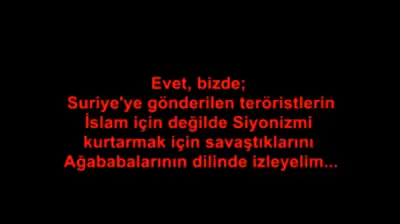 Evet, bizde;
Suriye'ye gönderilen teröristlerin
İslam için değilde Siyonizmi
kurtarmak için savaştıklarını
Ağababalarının dilinde izleyelim...